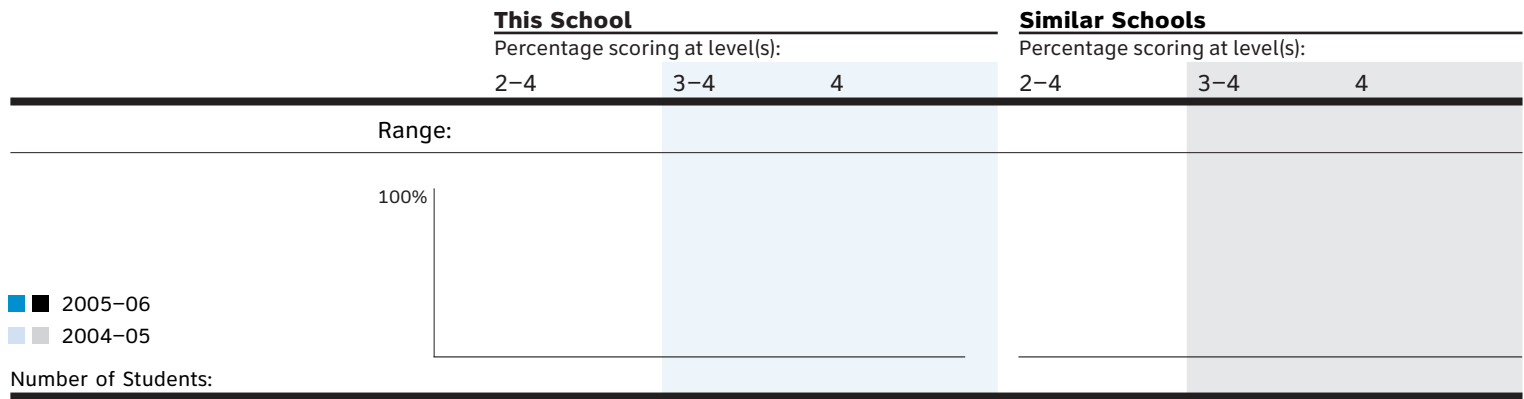 This School Similar Schools
Percentage scoring at level(s): Percentage scoring at level(s):
2–4 3–4 4 2–4 3–4 4
Range:
100%
2005–06
2004–05
Number of Students: